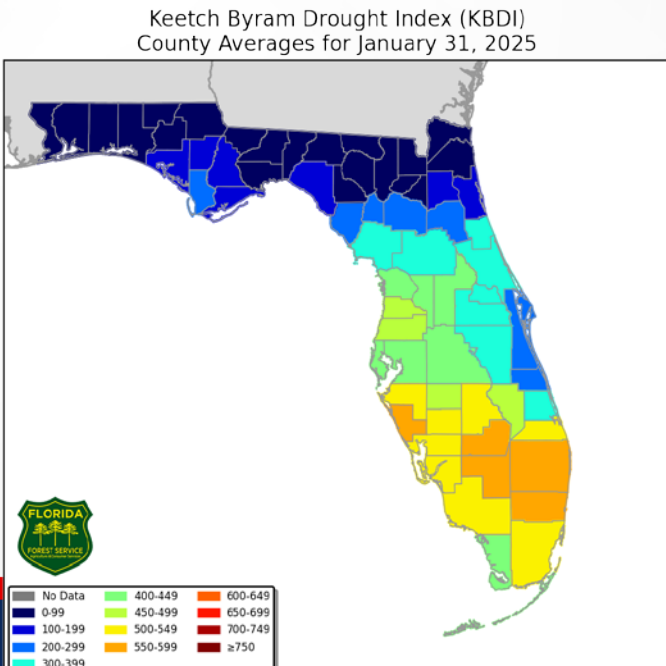 Keetch Byram Drought Index (KBDI)
County Averages for January 31, 2025
FLORIDA
FOREST SERVICE
No Data
0-99
100-199
200-299
300-399
400-449
450-499
500-549
550-599
600-649
650-699
700-749
≥750